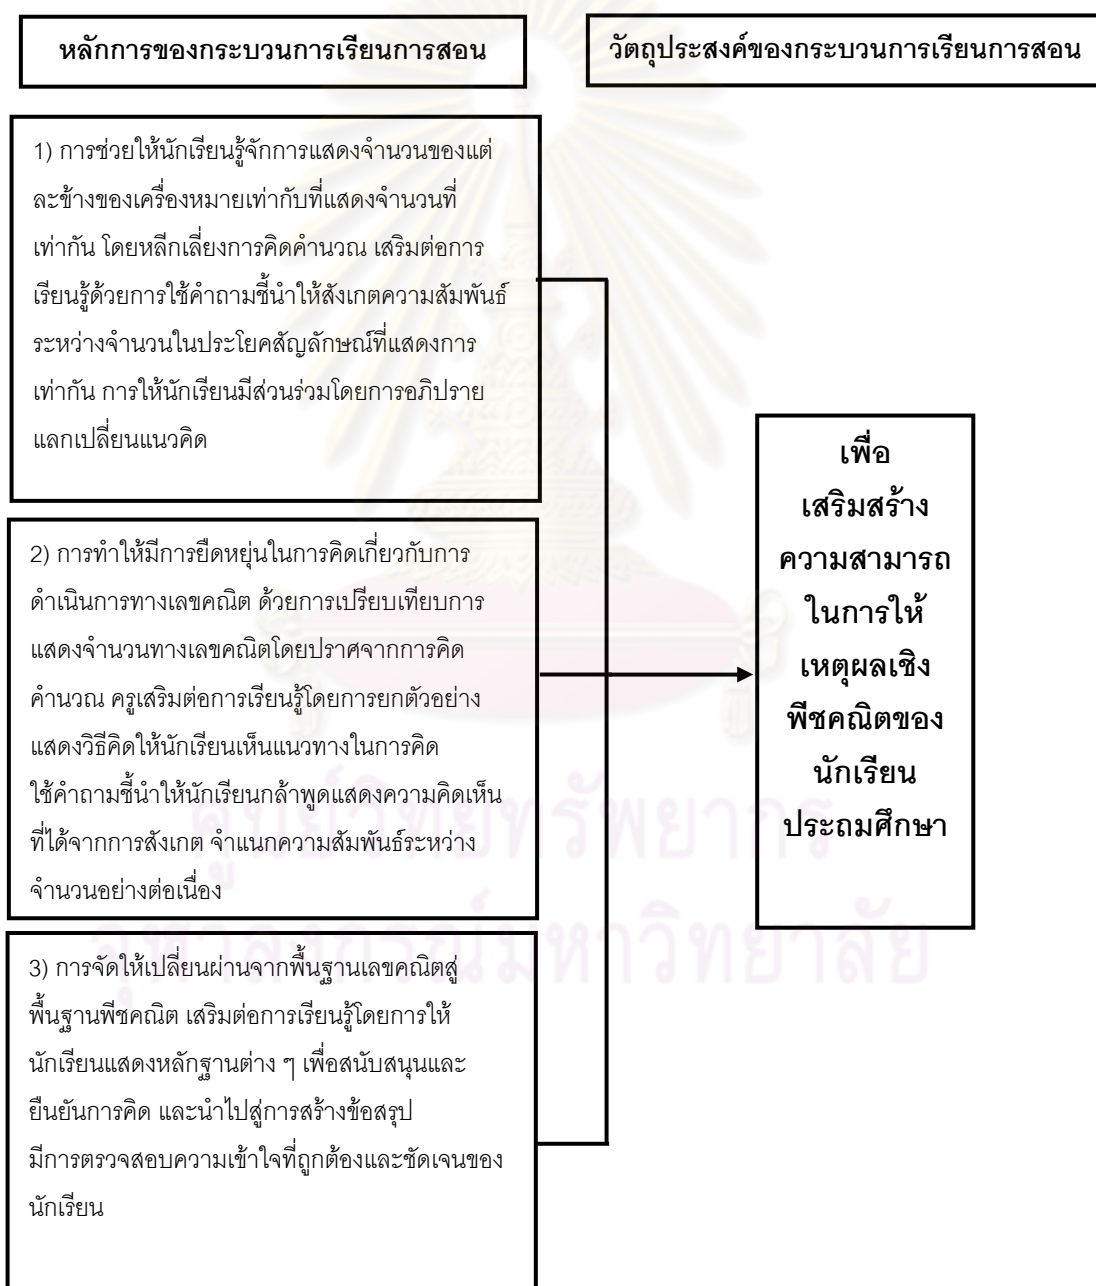 หลักการของกระบวนการเรียนการสอน
วัตถุประสงค์ของกระบวนการเรียนการสอน
1) การช่วยให้นักเรียนรู้จักการแสดงจำนวนของแต่
ละข้างของเครื่องหมายเท่ากับที่แสดงจำนวนที่
เท่ากัน โดยหลีกเลี่ยงการคิดคำนวณ เสริมต่อการ
เรียนรู้ด้วยการใช้คำถามชี้นำให้สังเกตความสัมพันธ์
ระหว่างจำนวนในประโยคสัญลักษณ์ที่แสดงการ
เท่ากัน การให้นักเรียนมีส่วนร่วมโดยการอภิปราย
แลกเปลี่ยนแนวคิด
2) การทำให้มีการยืดหยุ่นในการคิดเกี่ยวกับการ
ดำเนินการทางเลขคณิต ด้วยการเปรียบเทียบการ
แสดงจำนวนทางเลขคณิตโดยปราศจากการคิด
คำนวณ ครูเสริมต่อการเรียนรู้โดยการยกตัวอย่าง
แสดงวิธีคิดให้นักเรียนเห็นแนวทางในการคิด
ใช้คำถามชี้นำให้นักเรียนกล้าพูดแสดงความคิดเห็น
ที่ได้จากการสังเกต จำแนกความสัมพันธ์ระหว่าง
จำนวนอย่างต่อเนื่อง
3) การจัดให้เปลี่ยนผ่านจากพื้นฐานเลขคณิตสู่
พื้นฐานพีชคณิต เสริมต่อการเรียนรู้โดยการให้
นักเรียนแสดงหลักฐานต่าง ๆ เพื่อสนับสนุนและ
ยืนยันการคิด และนำไปสู่การสร้างข้อสรุป
มีการตรวจสอบความเข้าใจที่ถูกต้องและชัดเจนของ
นักเรียน
เพื่อ
เสริมสร้าง
ความสามารถ
ในการให้
เหตุผลเชิง
พีชคณิตของ
นักเรียน
ประถมศึกษา
ศูนย์วิทยทรัพยากร
จุฬาลงกรณ์มหาวิทยาลัย